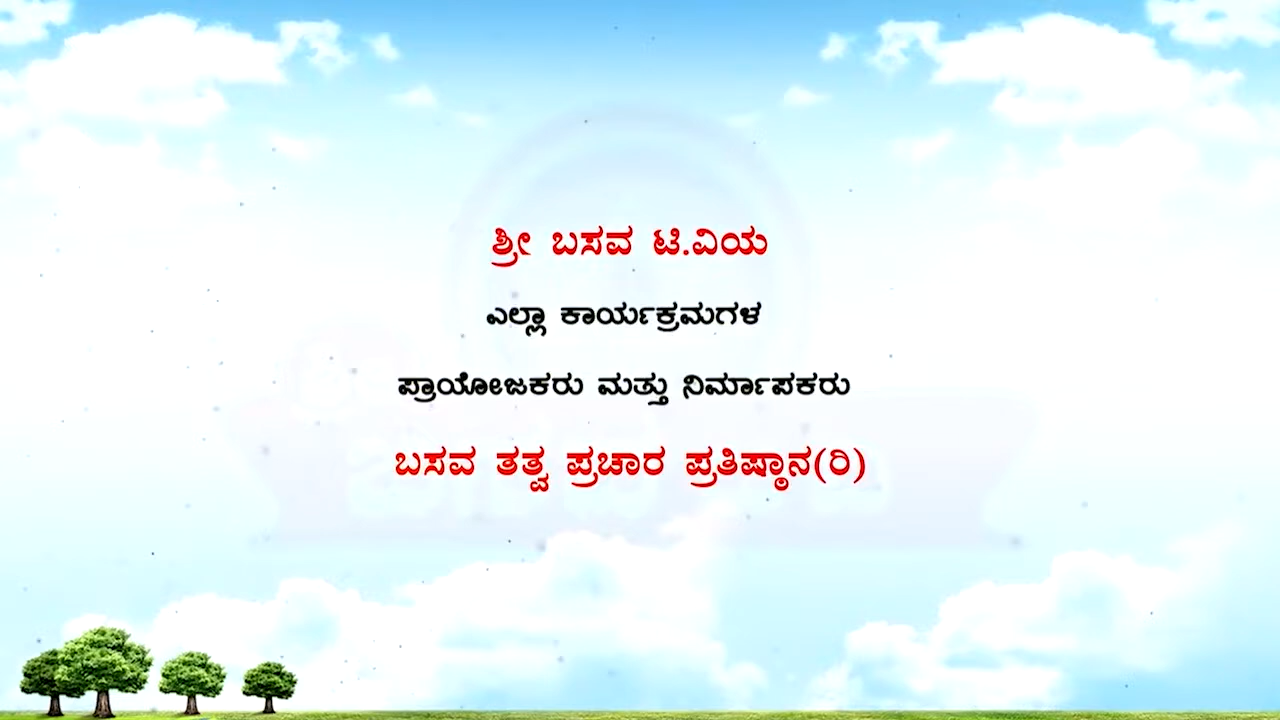 ಶ್ರೀ ಬಸವ ಟಿ.ವಿಯ
ಎಲ್ಲಾ ಕಾರ್ಯಕ್ರಮಗಳ
ಪ್ರಾಯೋಜಕರು ಮತ್ತು ನಿರ್ಮಾಪಕರು
ಬಸವ ತತ್ವ ಪ್ರಚಾರ ಪ್ರತಿಷ್ಠಾನ(ರಿ)